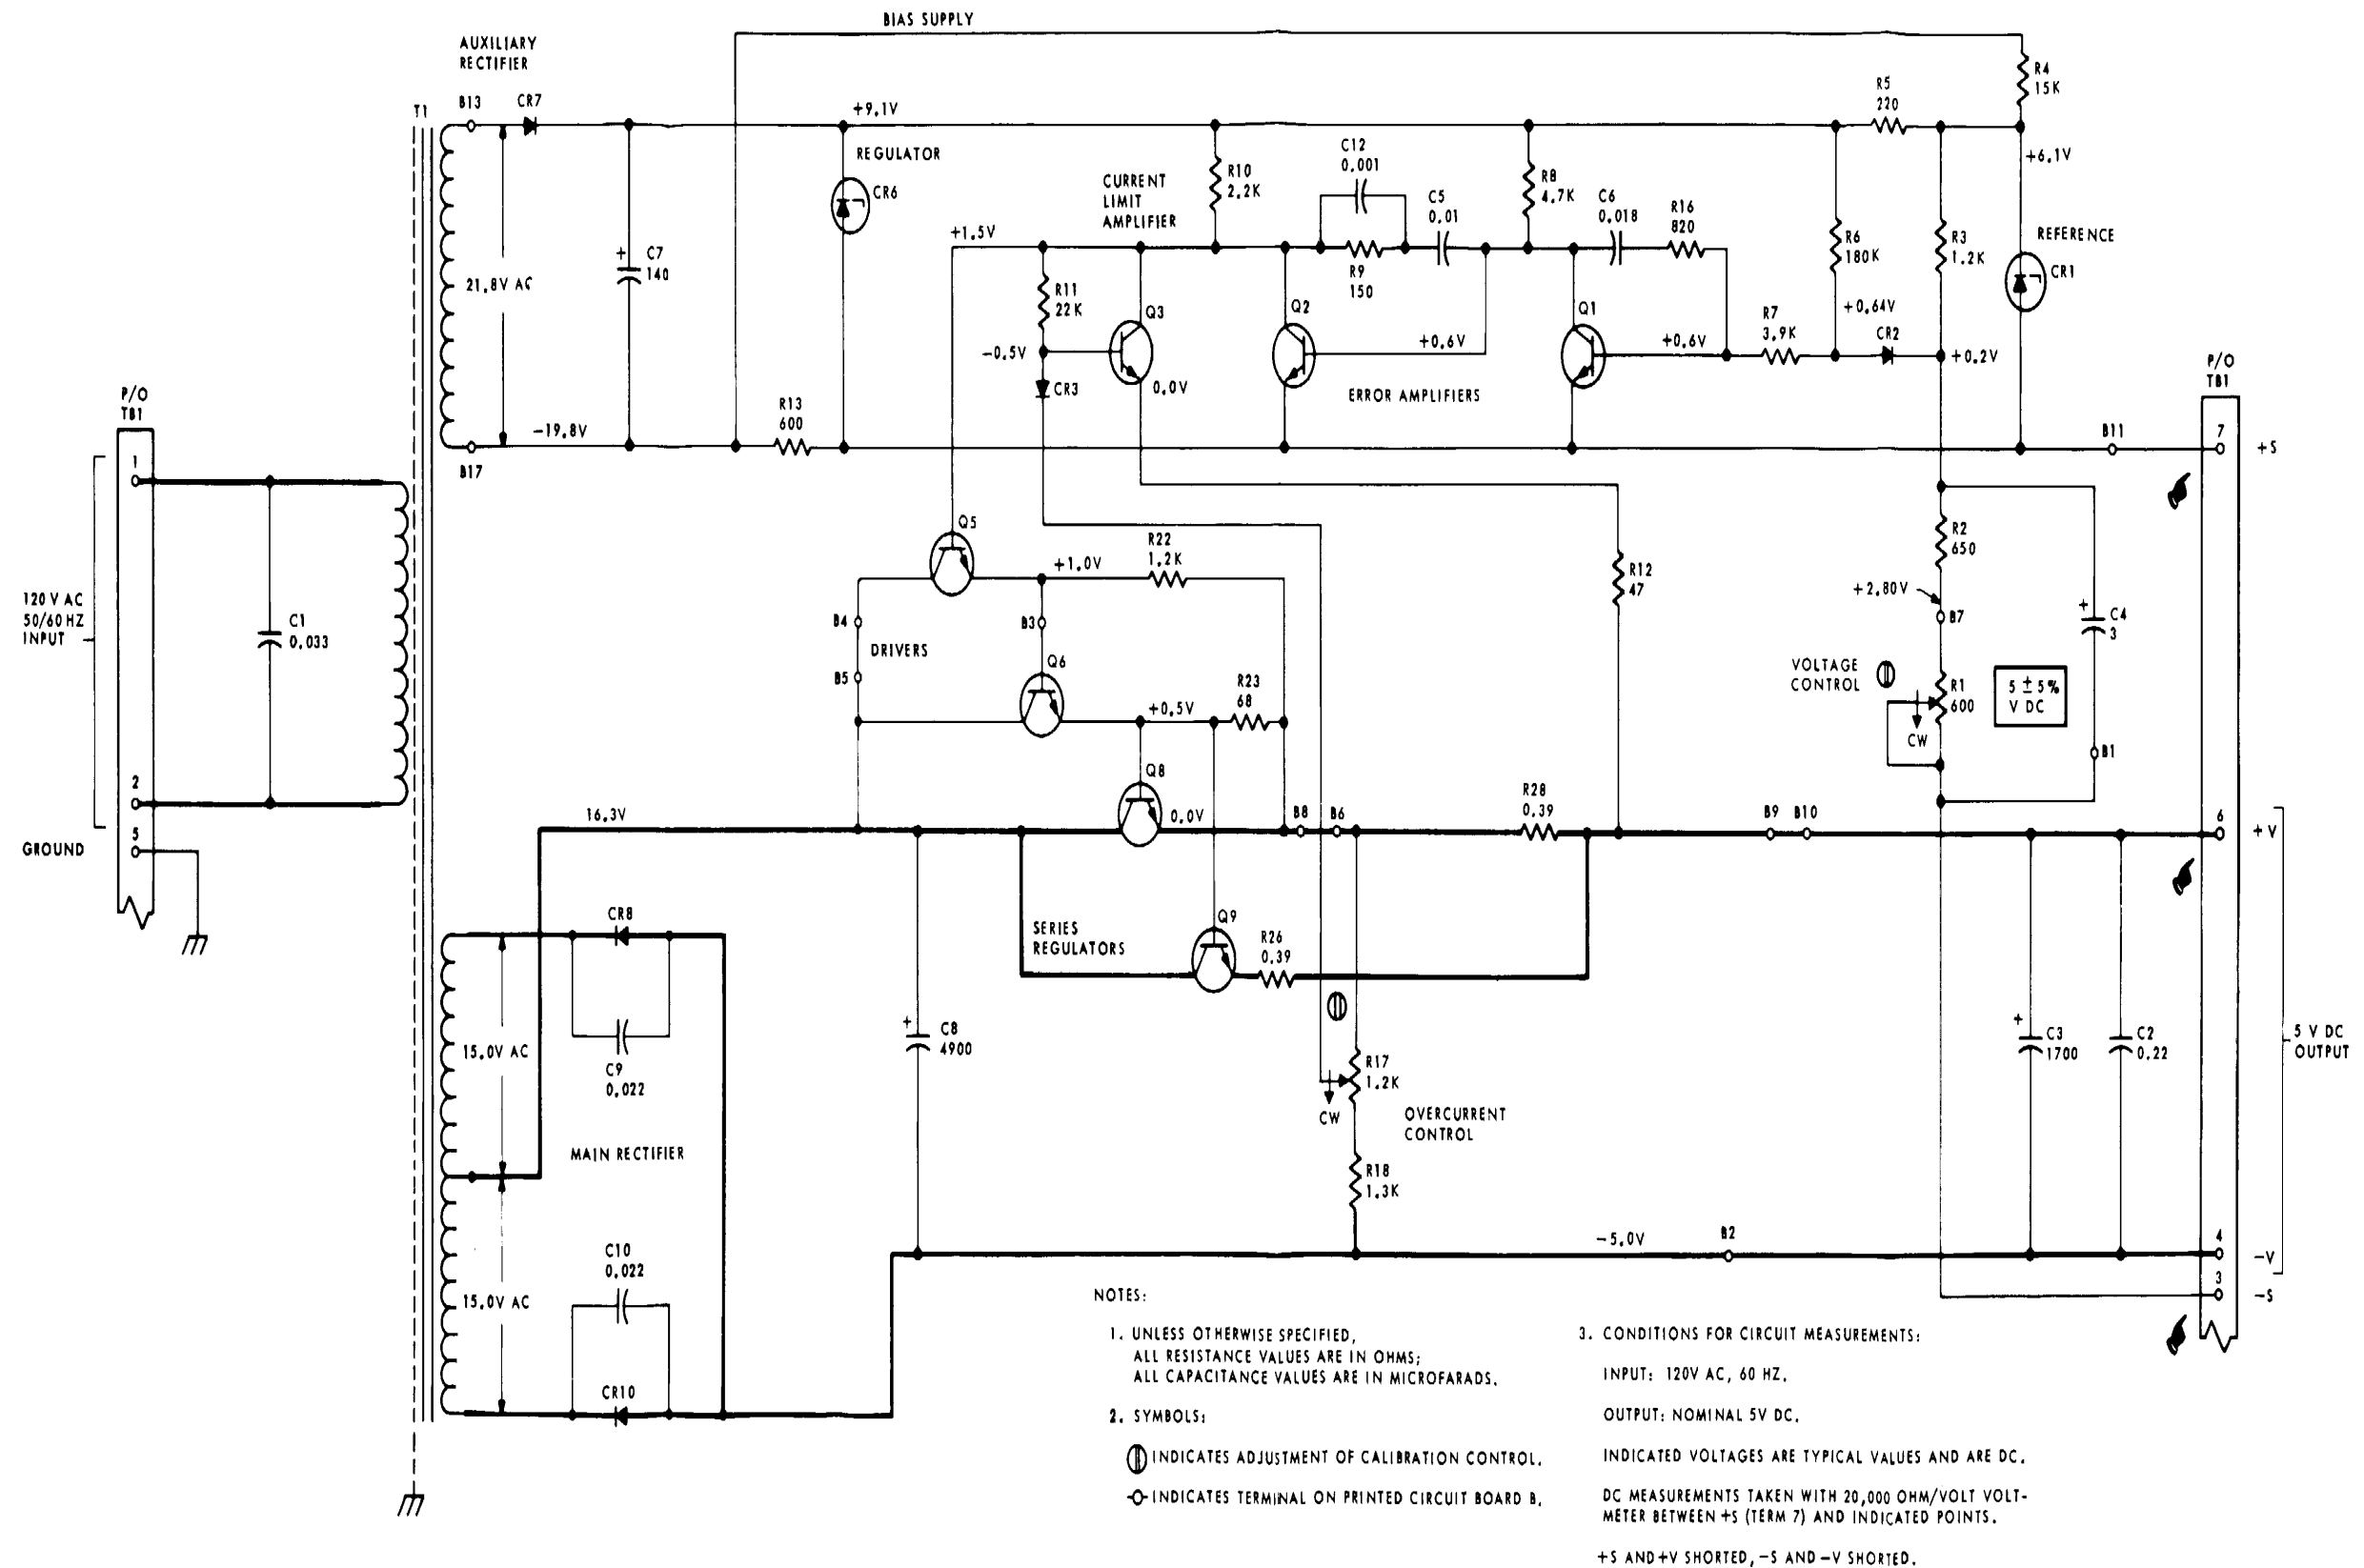 BIAS SUPPLY
AUXILIARY
RECTIFIER
T1
B13
CR7
+9.1V
REGULATOR
CR6
C7
140
21.8V AC
-19.8V
B17
R13
600
+1.5V
CURRENT
LIMIT
AMPLIFIER
R10
2.2K
C12
0.001
R9
150
C5
0.01
R8
4.7K
C6
0.018
R16
820
R5
220
R4
15K
+6.1V
R6
180K
R3
1.2K
REFERENCE
CR1
R11
22K
Q3
-0.5V
CR3
0.0V
Q2
+0.6V
ERROR AMPLIFIERS
Q1
+0.6V
R7
3.9K
+0.64V
CR2
+0.2V
P/O
TB1
1
2
5
120 V AC
50/60 HZ
INPUT
GROUND
C1
0.033
P/O
TB1
7
+S
B11
Q5
+1.0V
R22
1.2K
B4
B3
DRIVERS
B5
Q6
+0.5V
R23
68
Q8
0.0V
16.3V
B8
B6
R28
0.39
R12
47
B9
B10
6
+V
R2
650
+2.80V
B7
C4
3
+
VOLTAGE
CONTROL
R1
600
CW
5 ± 5%
V DC
B1
SERIES
REGULATORS
Q9
R26
0.39
CR8
15.0V AC
C9
0.022
MAIN RECTIFIER
C10
0.022
15.0V AC
CR10
+
C8
4900
R17
1.2K
CW
OVERCURRENT
CONTROL
R18
1.3K
+
C3
1700
C2
0.22
5 V DC
OUTPUT
-5.0V
B2
4
-V
3
-S
NOTES:
1. UNLESS OTHERWISE SPECIFIED,
ALL RESISTANCE VALUES ARE IN OHMS;
ALL CAPACITANCE VALUES ARE IN MICROFARADS.
2. SYMBOLS:
INDICATES ADJUSTMENT OF CALIBRATION CONTROL.
INDICATES TERMINAL ON PRINTED CIRCUIT BOARD B.
3. CONDITIONS FOR CIRCUIT MEASUREMENTS:
INPUT: 120V AC, 60 HZ.
OUTPUT: NOMINAL 5V DC.
INDICATED VOLTAGES ARE TYPICAL VALUES AND ARE DC.
DC MEASUREMENTS TAKEN WITH 20,000 OHM/VOLT VOLT-
METER BETWEEN +S (TERM 7) AND INDICATED POINTS.
+S AND +V SHORTED, -S AND -V SHORTED.